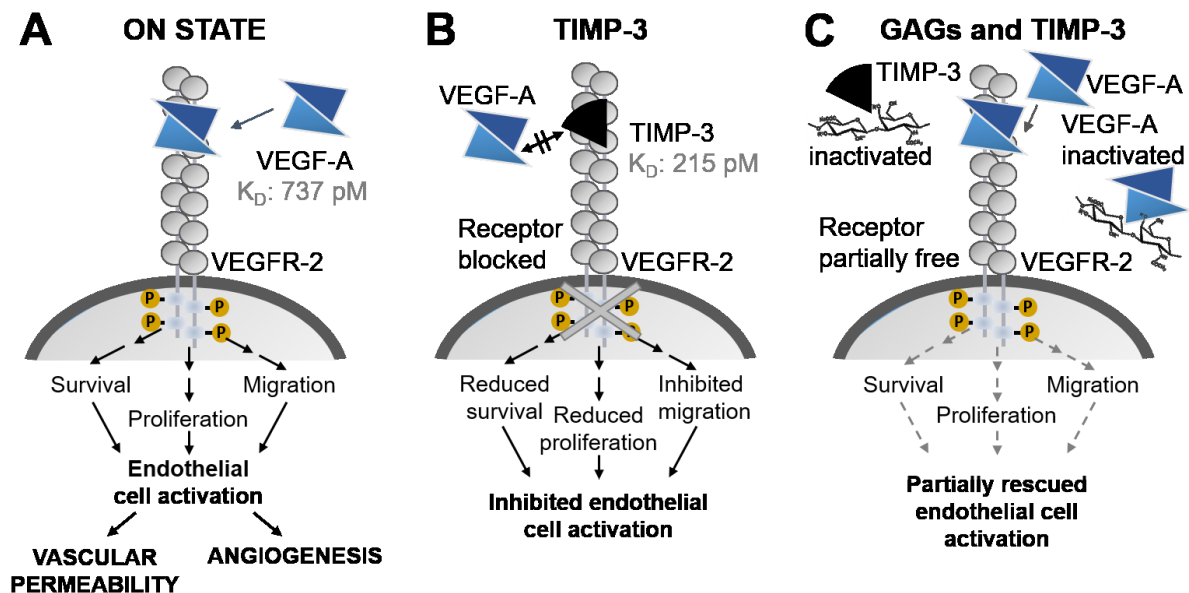 A ON STATE
VEGF-A
K_D: 737 pM
VEGFR-2
P
P
P
P
Survival
Migration
Proliferation
Endothelial
cell activation
VASCULAR
PERMEABILITY
ANGIOGENESIS
B TIMP-3
VEGF-A
TIMP-3
K_D: 215 pM
Receptor
blocked
VEGFR-2
P
P
P
P
Reduced
survival
Reduced
proliferation
Inhibited
migration
Inhibited endothelial
cell activation
C GAGs and TIMP-3
TIMP-3
inactivated
VEGF-A
VEGF-A
inactivated
Receptor
partially free
VEGFR-2
P
P
P
P
Survival
Migration
Proliferation
Partially rescued
endothelial cell
activation